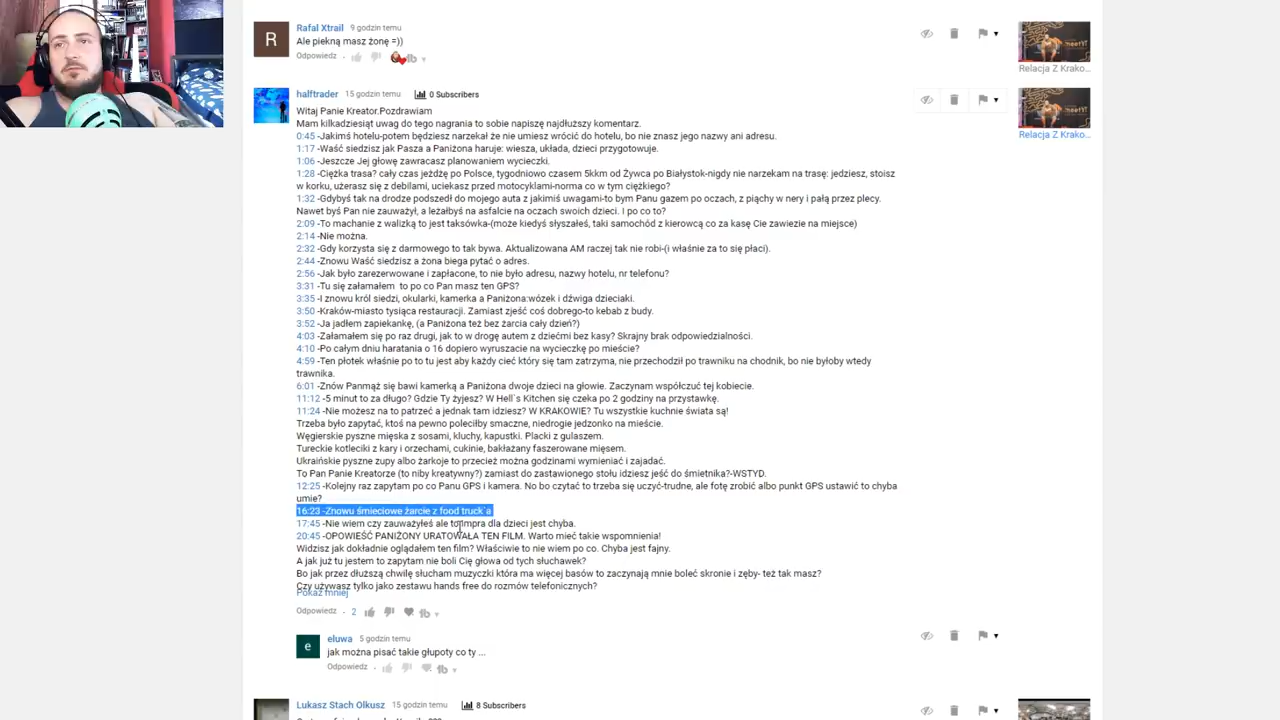 Rafal Xtrail 9 godzin temu
Ale piękną masz żonę =))
Odpowiedz
Relacja Z Krako...
halftrader 15 godzin temu 0 Subscribers
Witaj Panie Kreator.Pozdrawiam
Mam kilkadziesiąt uwag do tego nagrania to sobie napiszę najdłuższy komentarz.
Relacja Z Krako...
0:45 -Jakimś hotelu-potem będziesz narzekał że nie umiesz wrócić do hotelu, bo nie znasz jego nazwy ani adresu.
1:17 -Waść siedzisz jak Pasza a Paniżona haruje: wiesza, układa, dzieci przygotowuje.
1:06 -Jeszcze Jej głowę zawracasz planowaniem wycieczki.
1:28 -Ciężka trasa? cały czas jeżdżę po Polsce, tygodniowo czasem 5kkm od Żywca po Białystok-nigdy nie narzekam na trasę: jedziesz, stoisz
w korku, użerasz się z debilami, uciekasz przed motocyklami-norma co w tym ciężkiego?
1:32 -Gdybyś tak na drodze podszedł do mojego auta z jakimiś uwagami-to bym Panu gazem po oczach, z piąchy w nery i pałą przez plecy.
Nawet byś Pan nie zauważył, a leżałbyś na asfalcie na oczach swoich dzieci. I po co to?
2:09 -To machanie z walizką to jest taksówka-(może kiedyś słyszałeś, taki samochód z kierowcą co za kasę Cie zawiezie na miejsce)
2:14 -Nie można.
2:32 -Gdy korzysta się z darmowego to tak bywa. Aktualizowana AM raczej tak nie robi-(i właśnie za to się płaci).
2:44 -Znowu Waść siedzisz a żona biega pytać o adres.
2:56 -Jak było zarezerwowane i zapłacone, to nie było adresu, nazwy hotelu, nr telefonu?
3:31 -Tu się załamałem to po co Pan masz ten GPS?
3:35 -I znowu król siedzi, okularki, kamerka a Paniżona:wózek i dźwiga dzieciaki.
3:50 -Kraków-miasto tysiąca restauracji. Zamiast zjeść coś dobrego-to kebab z budy.
3:52 -Ja jadłem zapiekankę, (a Paniżona też bez żarcia cały dzień?)
4:03 -Załamałem się po raz drugi, jak to w drogę autem z dziećmi bez kasy? Skrajny brak odpowiedzialności.
4:10 -Po całym dniu haratania o 16 dopiero wyruszacie na wycieczkę po mieście?
4:59 -Ten płotek właśnie po to tu jest aby każdy cieć który się tam zatrzyma, nie przechodził po trawniku na chodnik, bo nie byłoby wtedy
trawnika.
6:01 -Znów Panmąż się bawi kamerką a Paniżona dwoje dzieci na głowie. Zaczynam współczuć tej kobiecie.
11:12 -5 minut to za długo? Gdzie Ty żyjesz? W Hell`s Kitchen się czeka po 2 godziny na przystawkę.
11:24 -Nie możesz na to patrzeć a jednak tam idziesz? W KRAKOWIE? Tu wszystkie kuchnie świata są!
Trzeba było zapytać, ktoś na pewno poleciłby smaczne, niedrogie jedzonko na mieście.
Węgierskie pyszne mięska z sosami, kluchy, kapustki. Placki z gulaszem.
Tureckie kotleciki z kary i orzechami, cukinie, bakłażany faszerowane mięsem.
Ukraińskie pyszne zupy albo żarkoje to przecież można godzinami wymieniać i zajadać.
To Pan Panie Kreatorze (to niby kreatywny?) zamiast do zastawionego stołu idziesz jeść do śmietnika?-WSTYD.
12:25 -Kolejny raz zapytam po co Panu GPS i kamera. No bo czytać to trzeba się uczyć-trudne, ale fotę zrobić albo punkt GPS ustawić to chyba
umie?
16:23 -Znowu śmieciowe żarcie z food truck`a
17:45 -Nie wiem czy zauważyłeś ale to impra dla dzieci jest chyba.
20:45 -OPOWIEŚĆ PANIŻONY URATOWAŁA TEN FILM. Warto mieć takie wspomnienia!
Widzisz jak dokładnie oglądałem ten film? Właściwie to nie wiem po co. Chyba jest fajny.
A jak już tu jestem to zapytam nie boli Cię głowa od tych słuchawek?
Bo jak przez dłuższą chwilę słucham muzyczki która ma więcej basów to zaczynają mnie boleć skronie i zęby- też tak masz?
Czy używasz tylko jako zestawu hands free do rozmów telefonicznych?
Pokaż mniej
Odpowiedz 2
eluwa 5 godzin temu
jak można pisać takie głupoty co ty ...
Odpowiedz
Lukasz Stach Olkusz 15 godzin temu 8 Subscribers